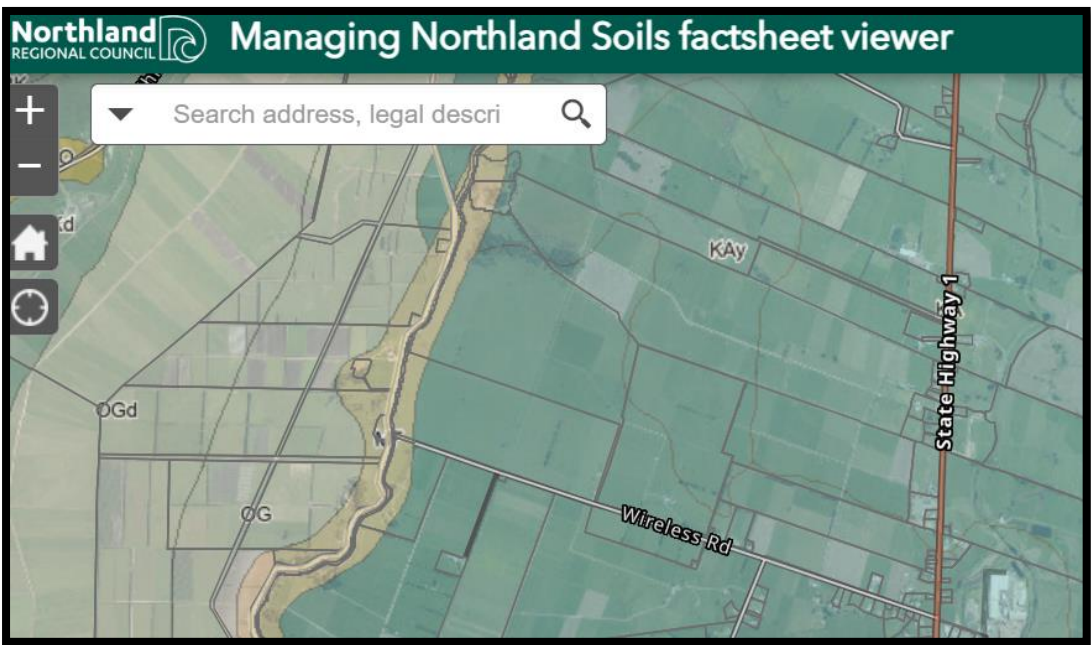 Northland
REGIONAL COUNCIL
Managing Northland Soils factsheet viewer
+
Search address, legal descri
−
KAy
State Highway 1
OGd
OG
Wireless Rd